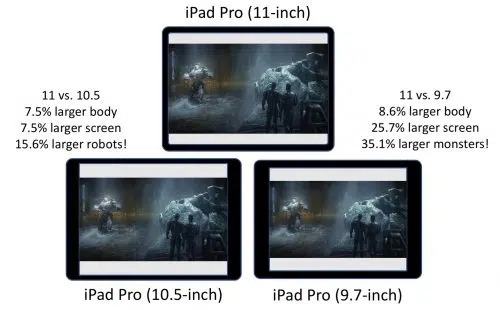 iPad Pro (11-inch)
11 vs. 10.5
7.5% larger body
7.5% larger screen
15.6% larger robots!
11 vs. 9.7
8.6% larger body
25.7% larger screen
35.1% larger monsters!
iPad Pro (10.5-inch)
iPad Pro (9.7-inch)